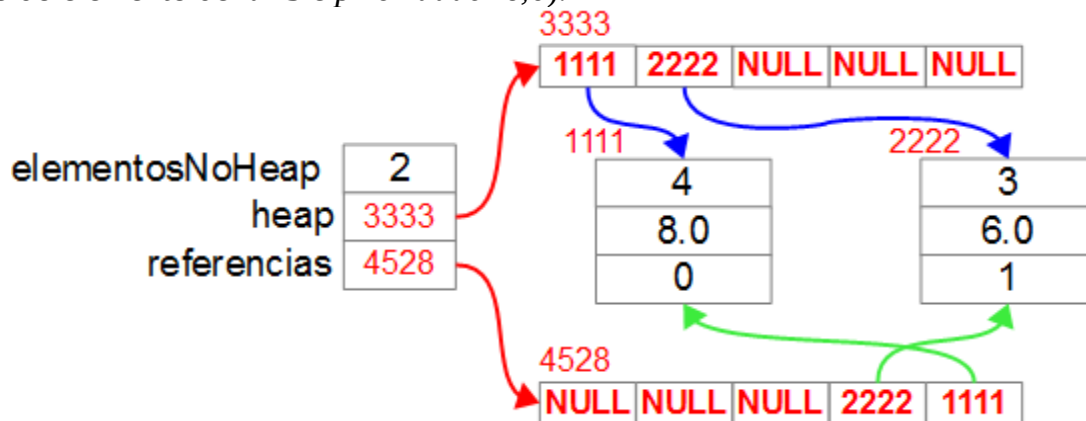 3333
1111 2222 NULL NULL NULL
1111 2222
elementosNoHeap 2 4 3
heap 3333 8.0 6.0
referencias 4528 0 1
4528
NULL NULL NULL 2222 1111